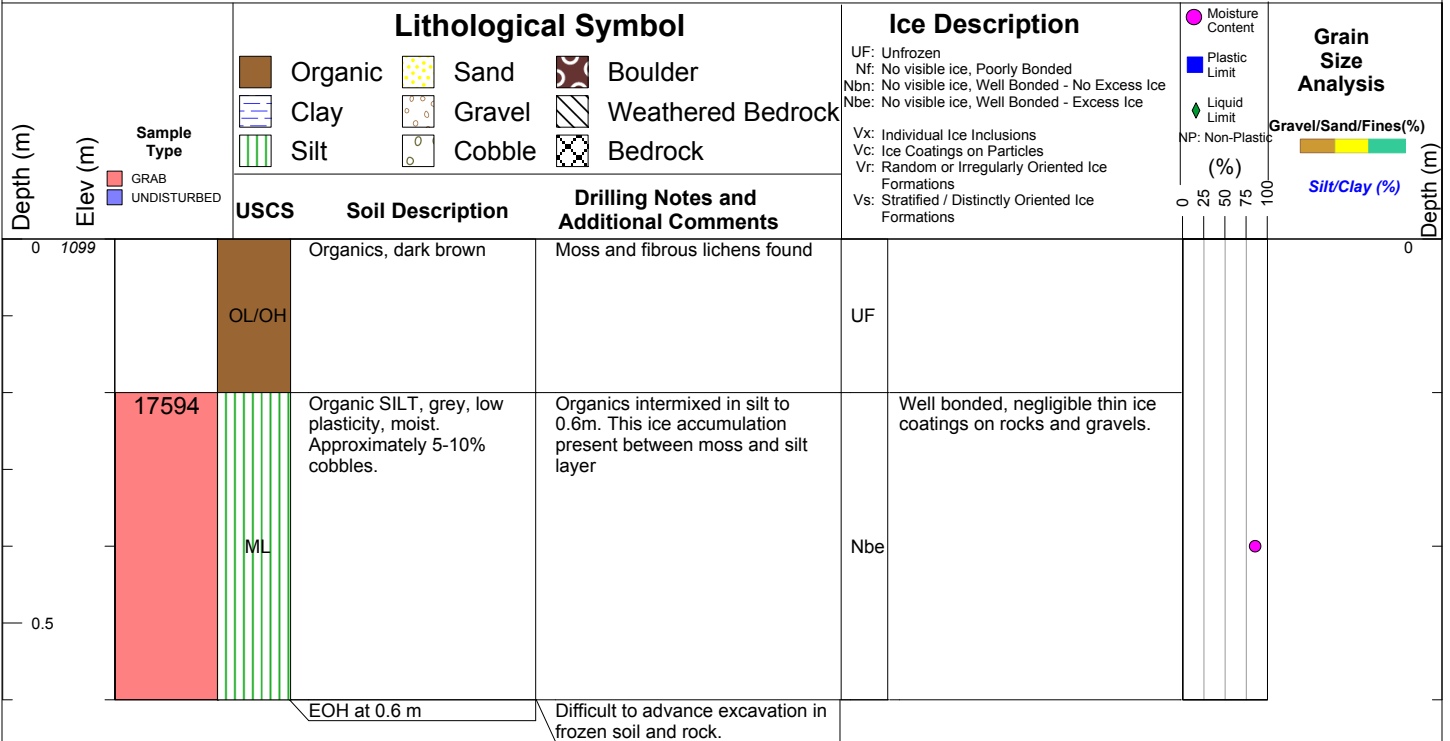 Lithological Symbol
Organic
Sand
Boulder
Clay
Gravel
Weathered Bedrock
Silt
Cobble
Bedrock
Ice Description
UF: Unfrozen
Nf: No visible ice, Poorly Bonded
Nbn: No visible ice, Well Bonded - No Excess Ice
Nbe: No visible ice, Well Bonded - Excess Ice
Vx: Individual Ice Inclusions
Vc: Ice Coatings on Particles
Vr: Random or Irregularly Oriented Ice
Formations
Vs: Stratified / Distinctly Oriented Ice
Formations
Moisture
Content
Plastic
Limit
Liquid
Limit
NP: Non-Plastic
(%)
0 25 50 75 100
Grain
Size
Analysis
Gravel/Sand/Fines(%)
Silt/Clay (%)
Depth (m)
Depth (m)
Elev (m)
Sample
Type
GRAB
UNDISTURBED
USCS
Soil Description
Drilling Notes and
Additional Comments
0 1099
OL/OH
Organics, dark brown
Moss and fibrous lichens found
UF
0
17594
ML
Organic SILT, grey, low
plasticity, moist.
Approximately 5-10%
cobbles.
Organics intermixed in silt to
0.6m. This ice accumulation
present between moss and silt
layer
Nbe
Well bonded, negligible thin ice
coatings on rocks and gravels.
0.5
EOH at 0.6 m
Difficult to advance excavation in
frozen soil and rock.